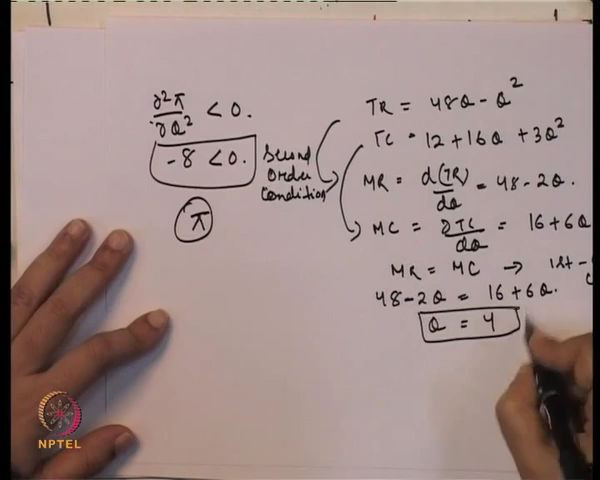 ∂²π/∂Q² < 0.
-8 < 0.
Second
Order
Condition
π
TR = 48Q - Q²
TC = 12 + 16Q + 3Q²
MR = d(TR)/dQ = 48 - 2Q.
MC = ∂TC/dQ = 16 + 6Q
MR = MC → 1st -
48 - 2Q = 16 + 6Q.
Q = 4
NPTEL